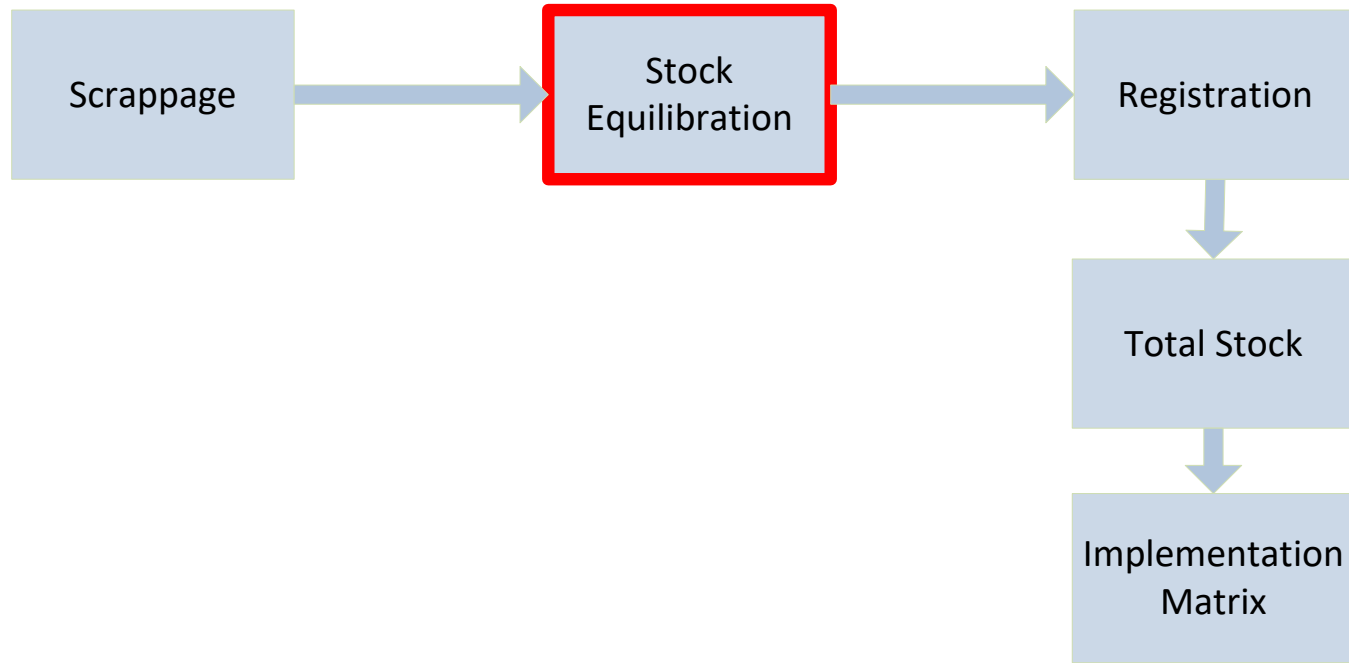 Scrappage
Stock
Equilibration
Registration
Total Stock
Implementation
Matrix